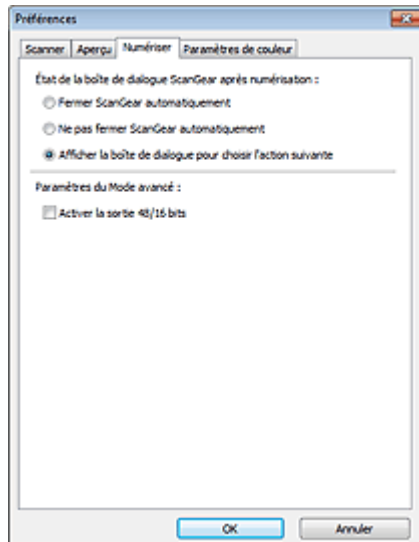 Préférences
Scanner Aperçu Numériser Paramètres de couleur
État de la boîte de dialogue ScanGear après numérisation :
Fermer ScanGear automatiquement
Ne pas fermer ScanGear automatiquement
Afficher la boîte de dialogue pour choisir l'action suivante
Paramètres du Mode avancé :
Activer la sortie 48/16 bits
OK Annuler